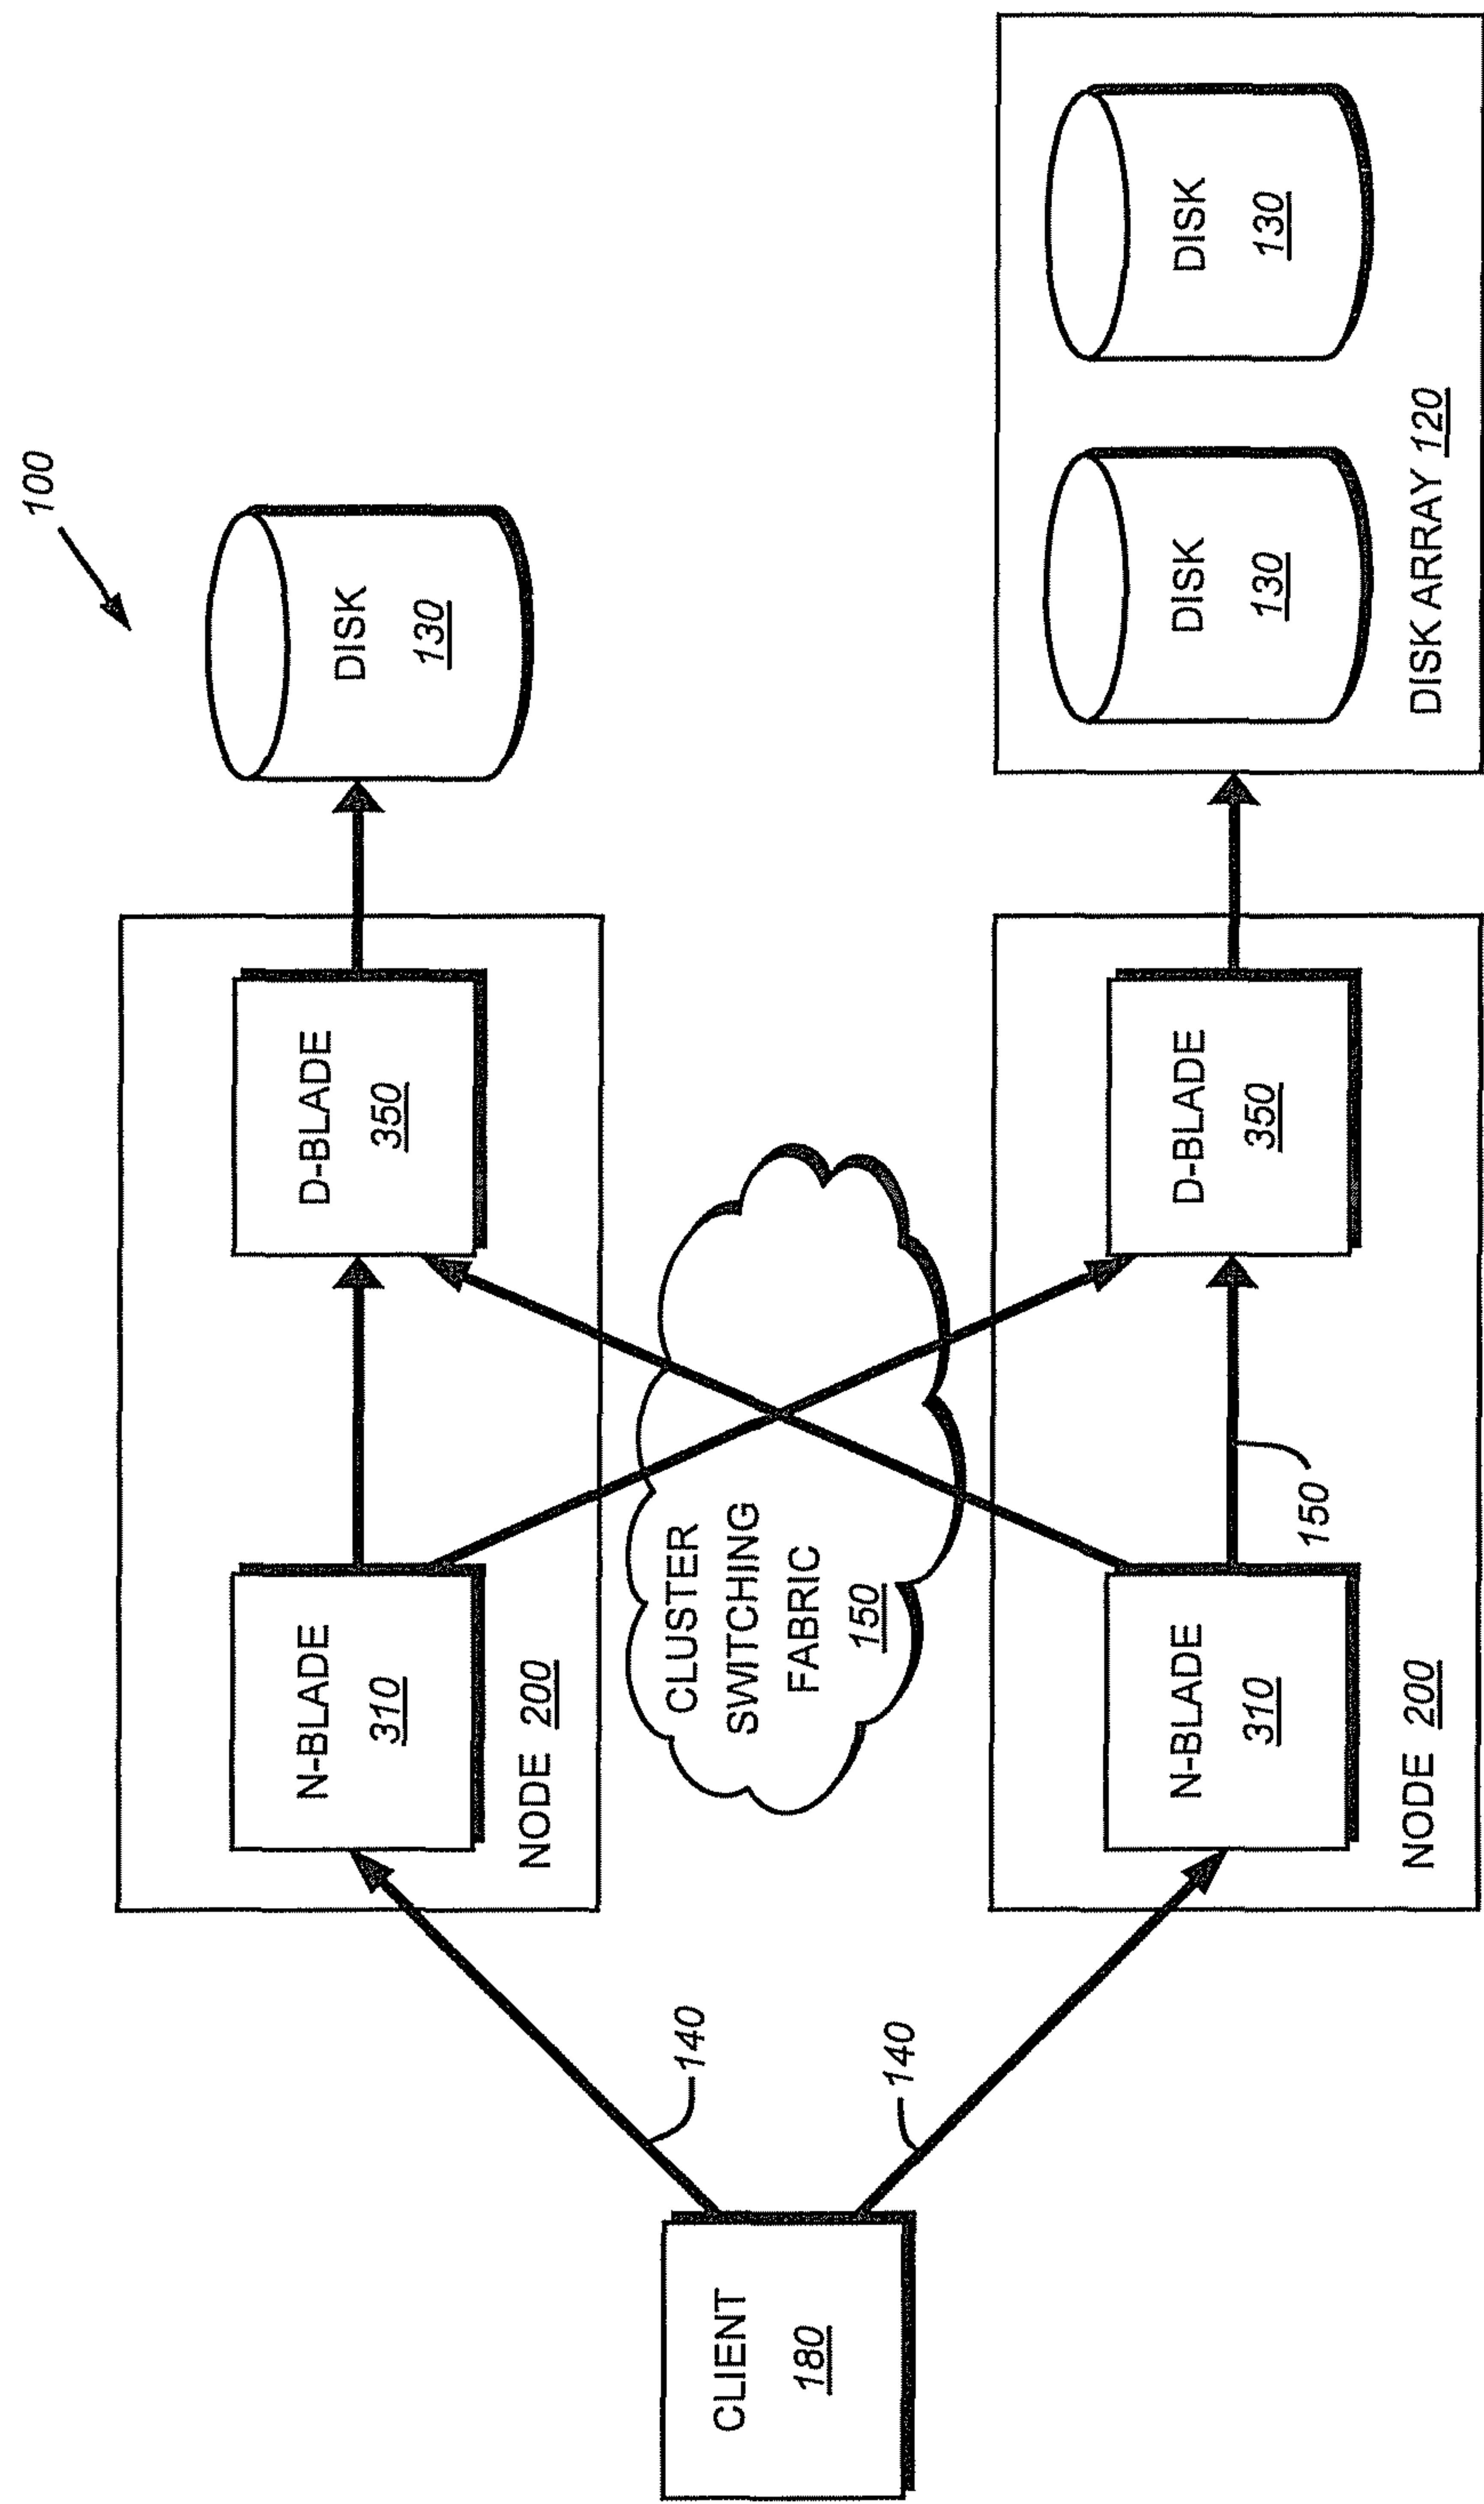 100
N-BLADE
310
D-BLADE
350
NODE 200
DISK
130
CLIENT
180
140
140
CLUSTER
SWITCHING
FABRIC
150
N-BLADE
310
150
D-BLADE
350
NODE 200
DISK
130
DISK
130
DISK ARRAY 120